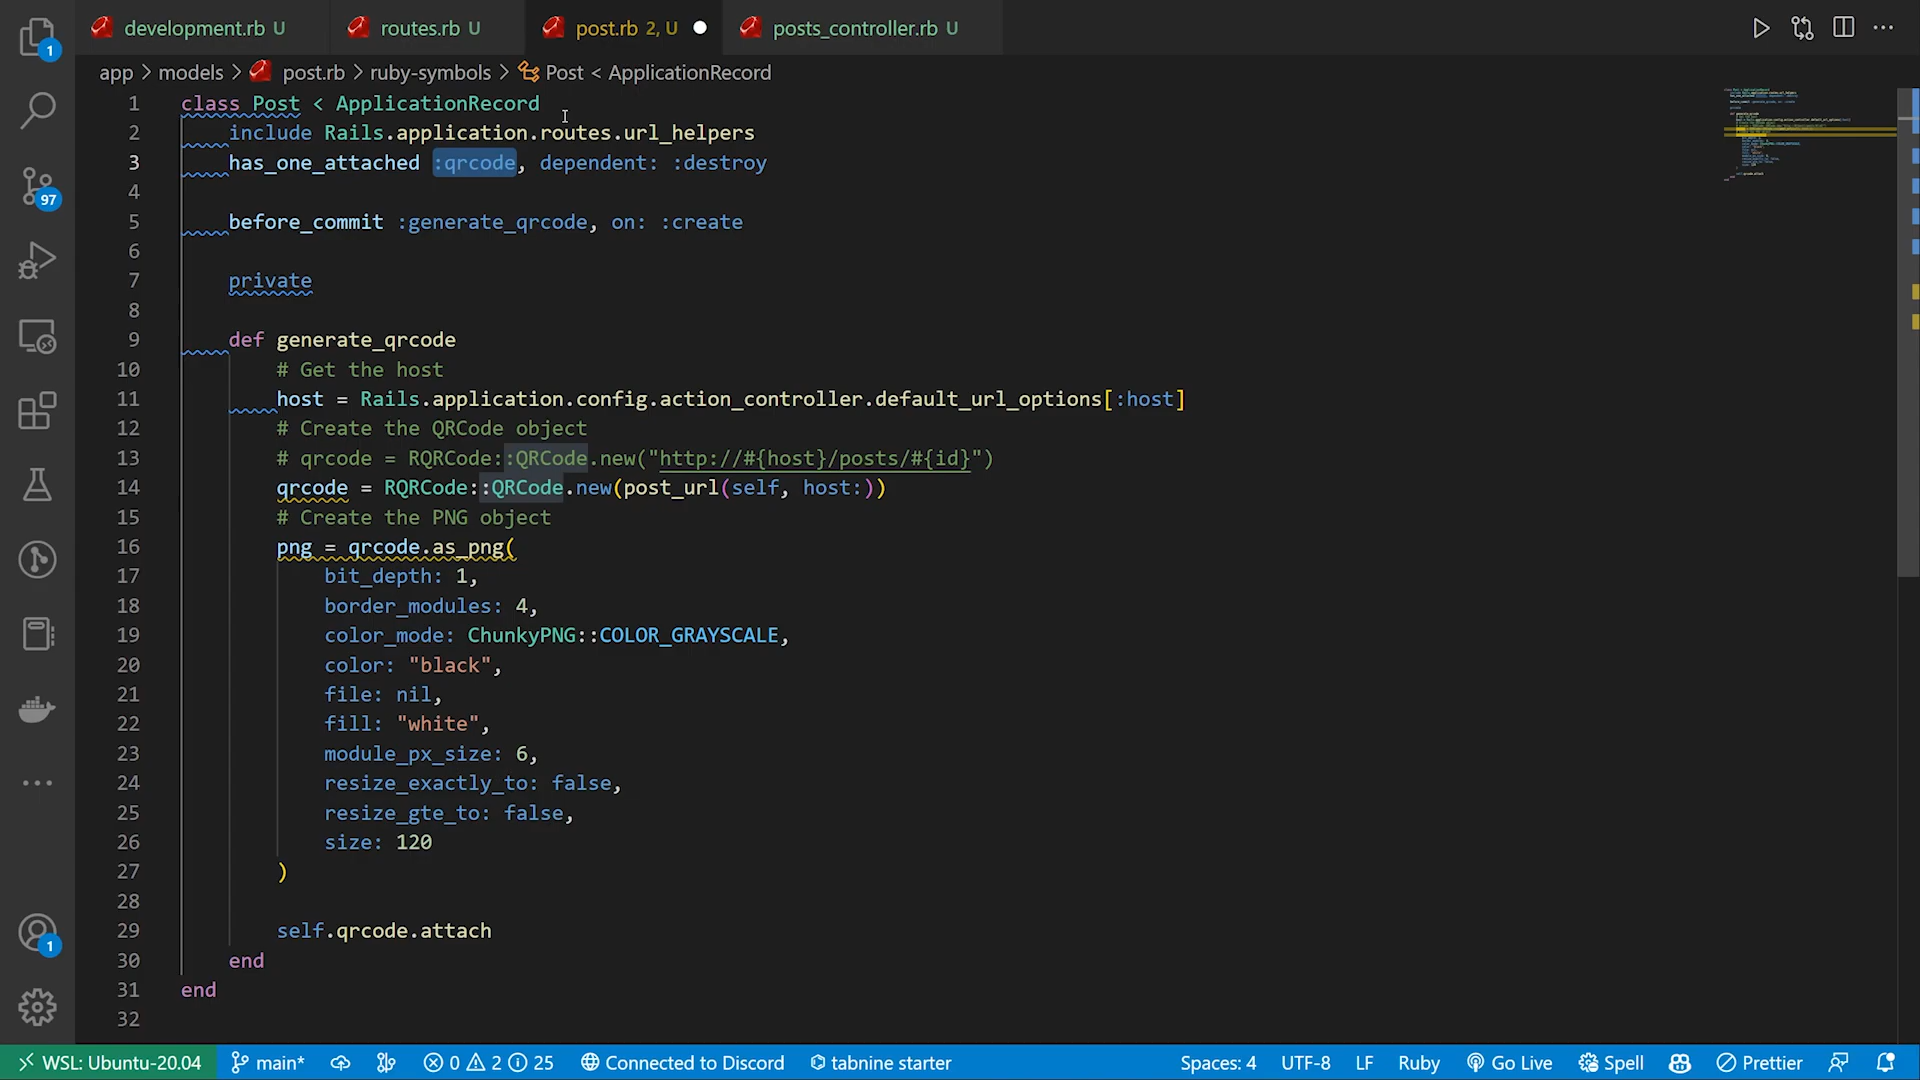 development.rb U routes.rb U post.rb 2, U posts_controller.rb U
app > models > post.rb > ruby-symbols > Post < ApplicationRecord
1 class Post < ApplicationRecord
2 include Rails.application.routes.url_helpers
3 has_one_attached :qrcode, dependent: :destroy
4
5 before_commit :generate_qrcode, on: :create
6
7 private
8
9 def generate_qrcode
10 # Get the host
11 host = Rails.application.config.action_controller.default_url_options[:host]
12 # Create the QRCode object
13 # qrcode = RQRCode::QRCode.new("http://#{host}/posts/#{id}")
14 qrcode = RQRCode::QRCode.new(post_url(self, host:))
15 # Create the PNG object
16 png = qrcode.as_png(
17 bit_depth: 1,
18 border_modules: 4,
19 color_mode: ChunkyPNG::COLOR_GRAYSCALE,
20 color: "black",
21 file: nil,
22 fill: "white",
23 module_px_size: 6,
24 resize_exactly_to: false,
25 resize_gte_to: false,
26 size: 120
27 )
28
29 self.qrcode.attach
30 end
31 end
32
1
97
1
WSL: Ubuntu-20.04 main* 0 2 25 Connected to Discord tabnine starter Spaces: 4 UTF-8 LF Ruby Go Live Spell Prettier